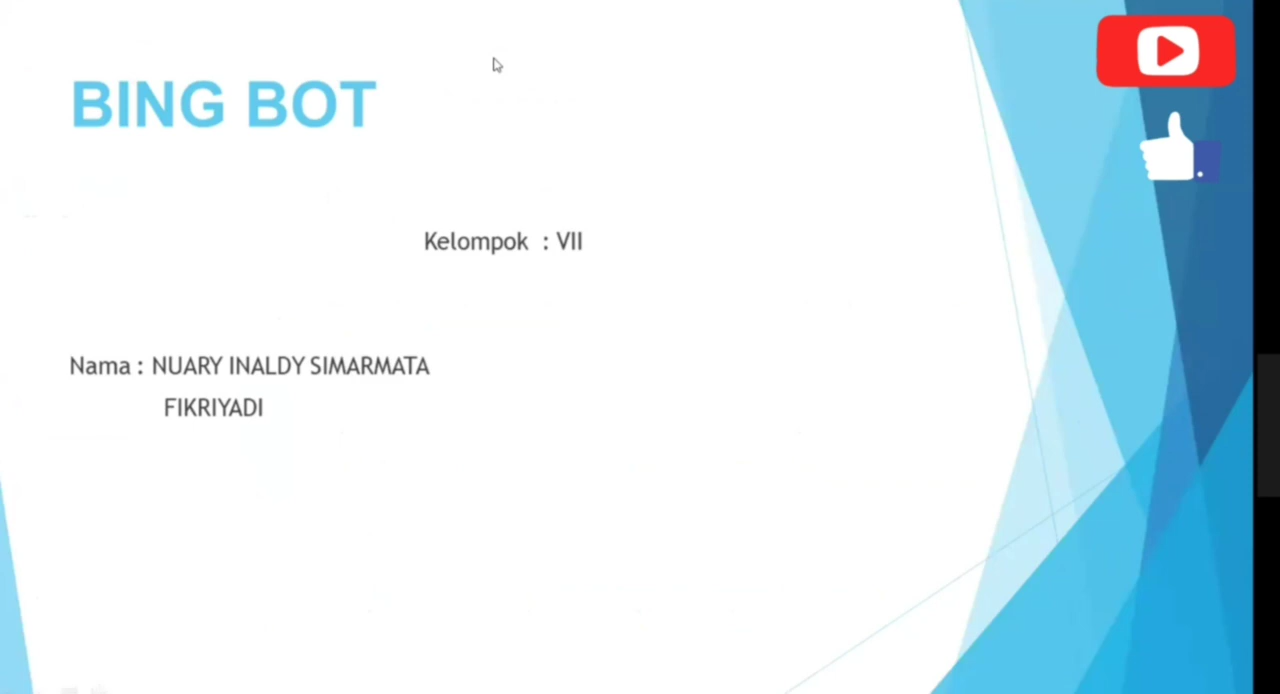 BING BOT
Kelompok : VII
Nama : NUARY INALDY SIMARMATA
FIKRIYADI